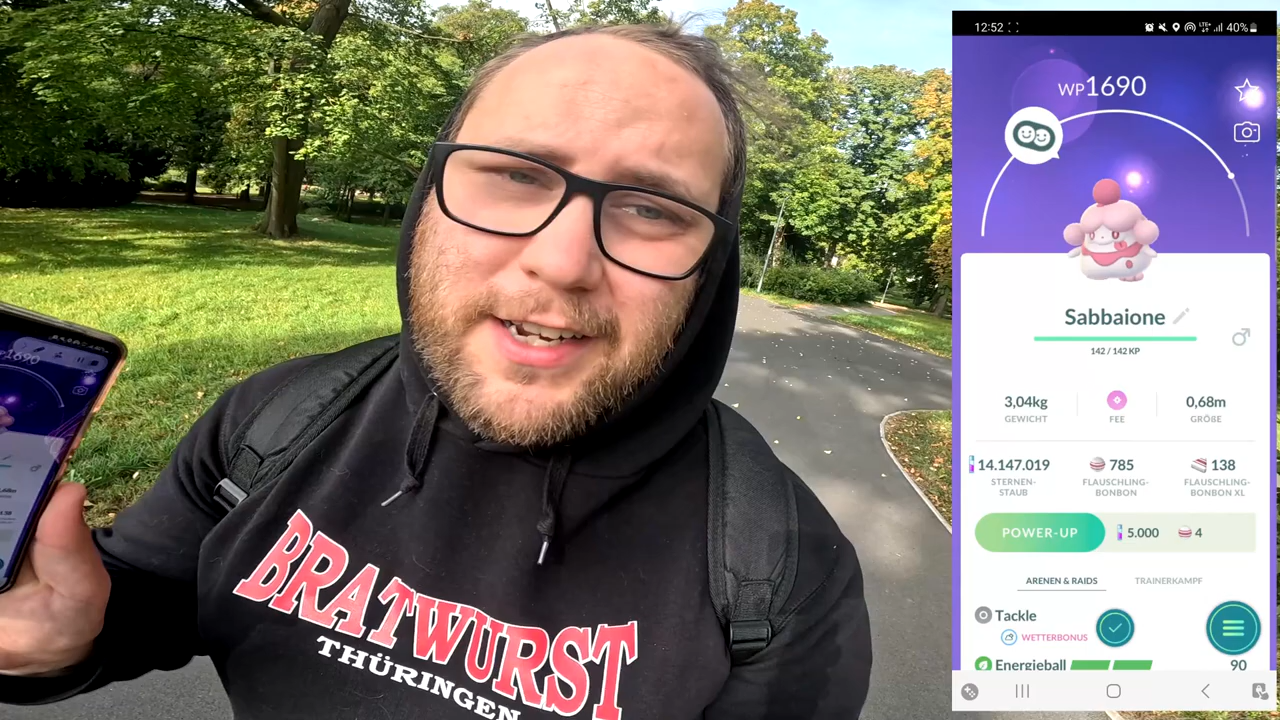 BRATWURST
THÜRINGEN
12:52
LTE+
40%
WP1690
Sabbaione
142 / 142 KP
3,04kg
GEWICHT
FEE
0,68m
GRÖßE
14.147.019
STERNEN-
STAUB
785
FLAUSCHLING-
BONBON
138
FLAUSCHLING-
BONBON XL
POWER-UP
5.000
4
ARENEN & RAIDS
TRAINERKAMPF
Tackle
WETTERBONUS
Energieball
90